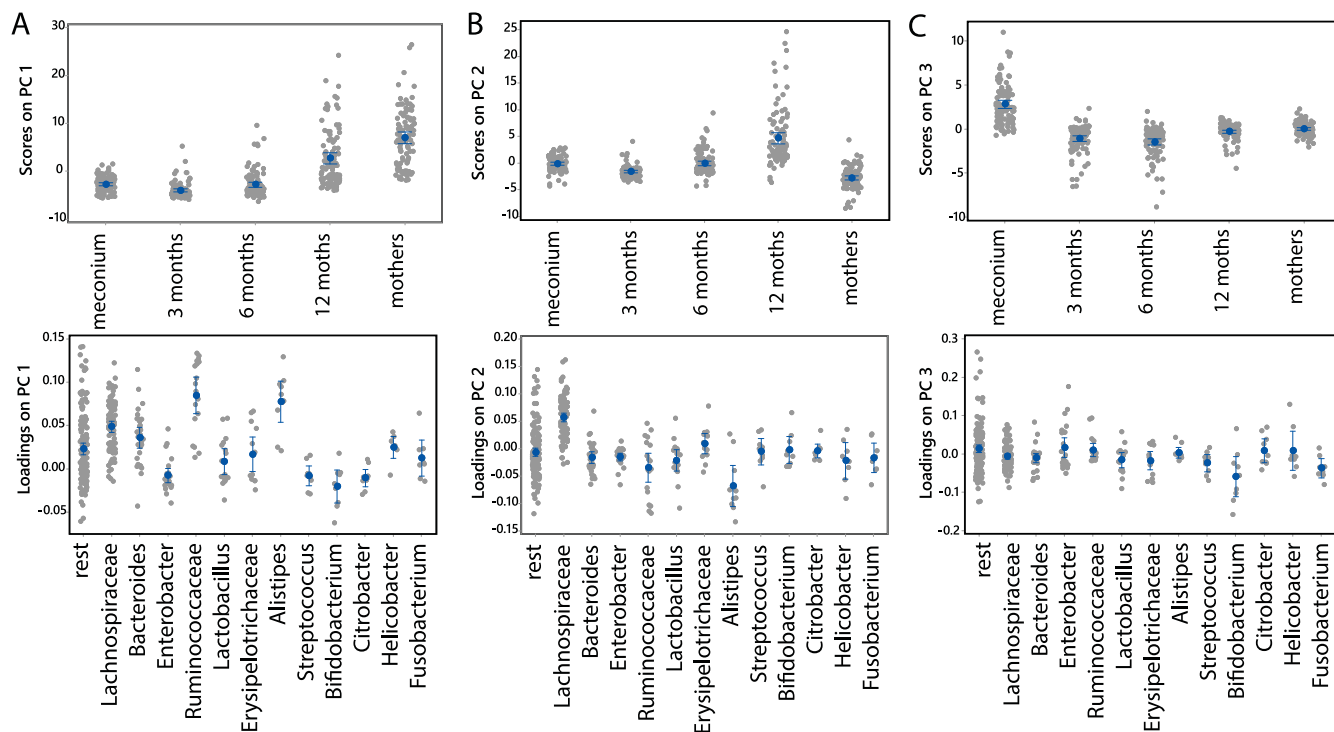 A
Scores on PC 1
30
20
10
0
-10
meconium
3 months
6 months
12 moths
mothers
Loadings on PC 1
0.15
0.10
0.05
0.00
-0.05
rest
Lachnospiraceae
Bacteroides
Enterobacter
Ruminococcaceae
Lactobacillus
Erysipelotrichaceae
Alistipes
Streptococcus
Bifidobacterium
Citrobacter
Helicobacter
Fusobacterium
B
Scores on PC 2
25
20
15
10
5
0
-5
-10
meconium
3 months
6 months
12 moths
mothers
Loadings on PC 2
0.20
0.15
0.10
0.05
0.00
-0.05
-0.10
-0.15
rest
Lachnospiraceae
Bacteroides
Enterobacter
Ruminococcaceae
Lactobacillus
Erysipelotrichaceae
Alistipes
Streptococcus
Bifidobacterium
Citrobacter
Helicobacter
Fusobacterium
C
Scores on PC 3
10
5
0
-5
-10
meconium
3 months
6 months
12 moths
mothers
Loadings on PC 3
0.3
0.2
0.1
0.0
-0.1
-0.2
rest
Lachnospiraceae
Bacteroides
Enterobacter
Ruminococcaceae
Lactobacillus
Erysipelotrichaceae
Alistipes
Streptococcus
Bifidobacterium
Citrobacter
Helicobacter
Fusobacterium